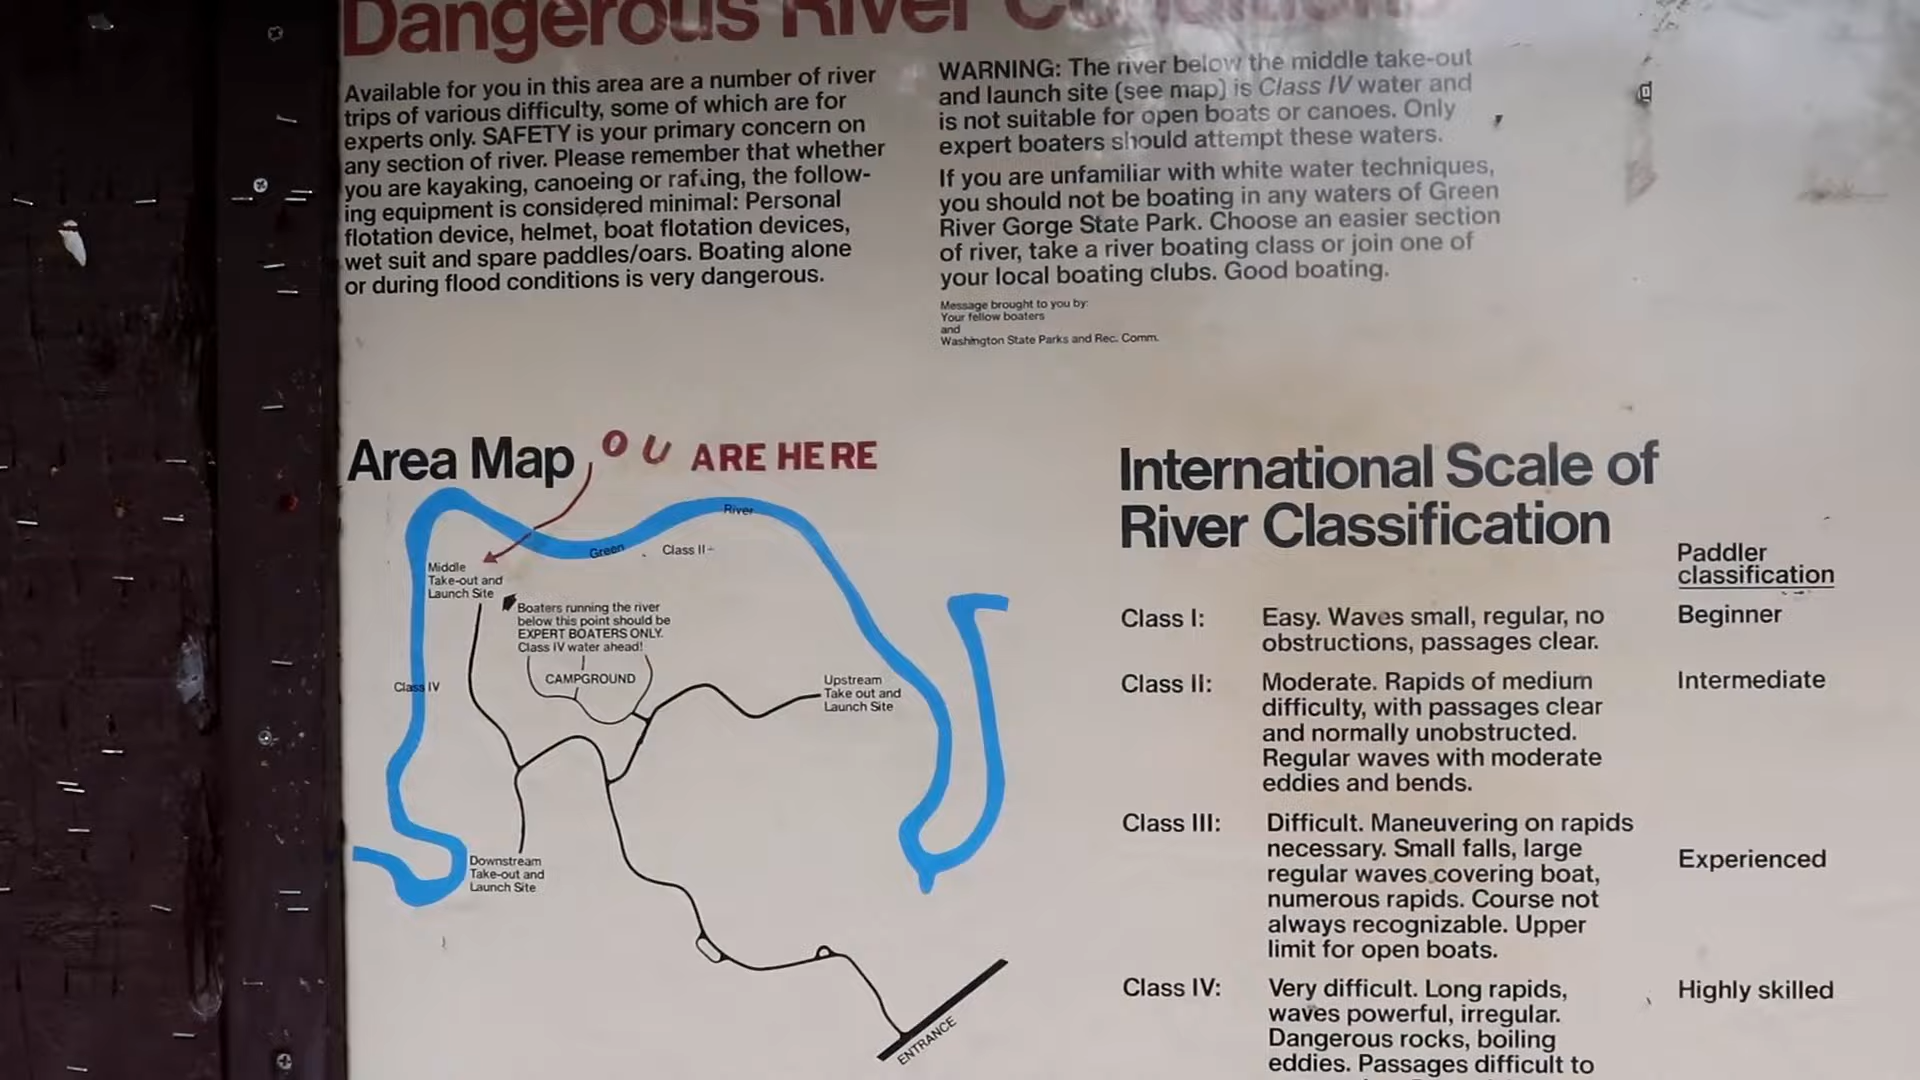 Dangerous River Conditions
Available for you in this area are a number of river
trips of various difficulty, some of which are for
experts only. SAFETY is your primary concern on
any section of river. Please remember that whether
you are kayaking, canoeing or rafting, the follow-
ing equipment is considered minimal: Personal
flotation device, helmet, boat flotation devices,
wet suit and spare paddles/oars. Boating alone
or during flood conditions is very dangerous.
WARNING: The river below the middle take-out
and launch site (see map) is Class IV water and
is not suitable for open boats or canoes. Only
expert boaters should attempt these waters.
If you are unfamiliar with white water techniques,
you should not be boating in any waters of Green
River Gorge State Park. Choose an easier section
of river, take a river boating class or join one of
your local boating clubs. Good boating.
Message brought to you by:
Your fellow boaters
and
Washington State Parks and Rec. Comm.
Area Map
OU ARE HERE
River
Green
Class II-
Middle
Take-out and
Launch Site
Boaters running the river
below this point should be
EXPERT BOATERS ONLY.
Class IV water ahead!
CAMPGROUND
Class IV
Upstream
Take out and
Launch Site
Downstream
Take-out and
Launch Site
ENTRANCE
International Scale of
River Classification
Paddler
classification
Class I: Easy. Waves small, regular, no Beginner
obstructions, passages clear.
Class II: Moderate. Rapids of medium Intermediate
difficulty, with passages clear
and normally unobstructed.
Regular waves with moderate
eddies and bends.
Class III: Difficult. Maneuvering on rapids
necessary. Small falls, large
regular waves covering boat, Experienced
numerous rapids. Course not
always recognizable. Upper
limit for open boats.
Class IV: Very difficult. Long rapids, Highly skilled
waves powerful, irregular.
Dangerous rocks, boiling
eddies. Passages difficult to